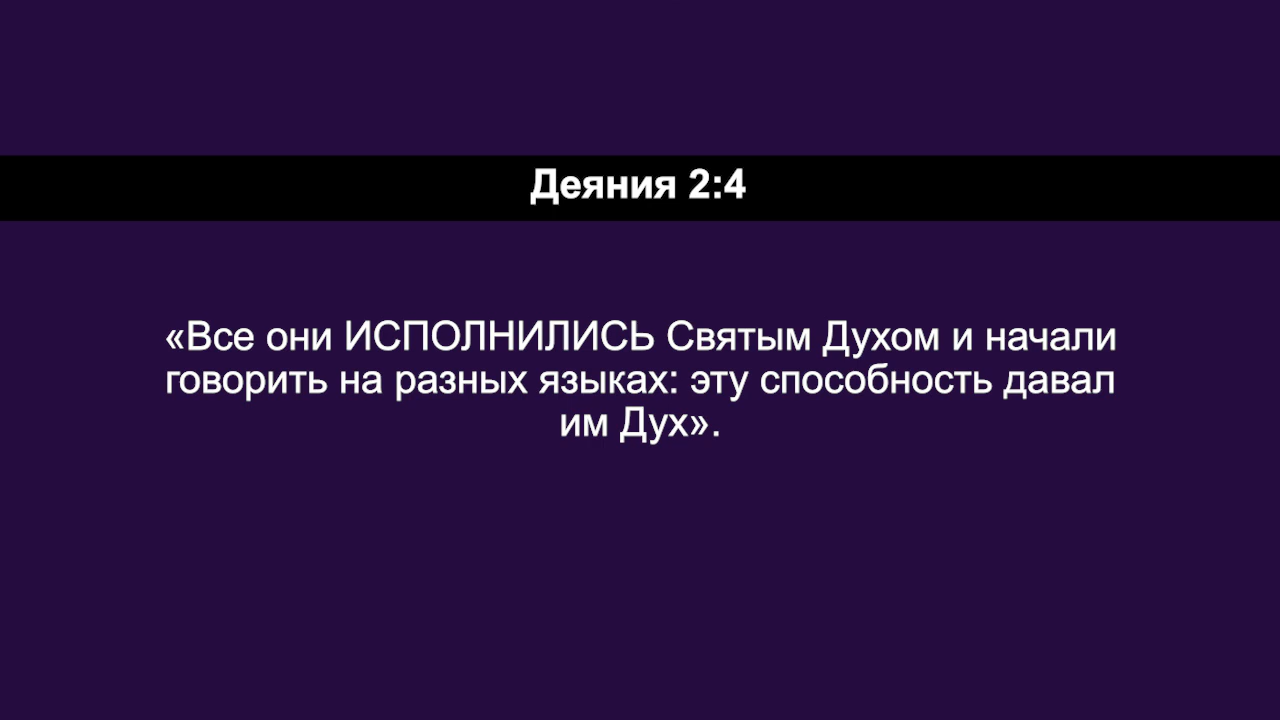 Деяния 2:4
«Все они ИСПОЛНИЛИСЬ Святым Духом и начали
говорить на разных языках: эту способность давал
им Дух».